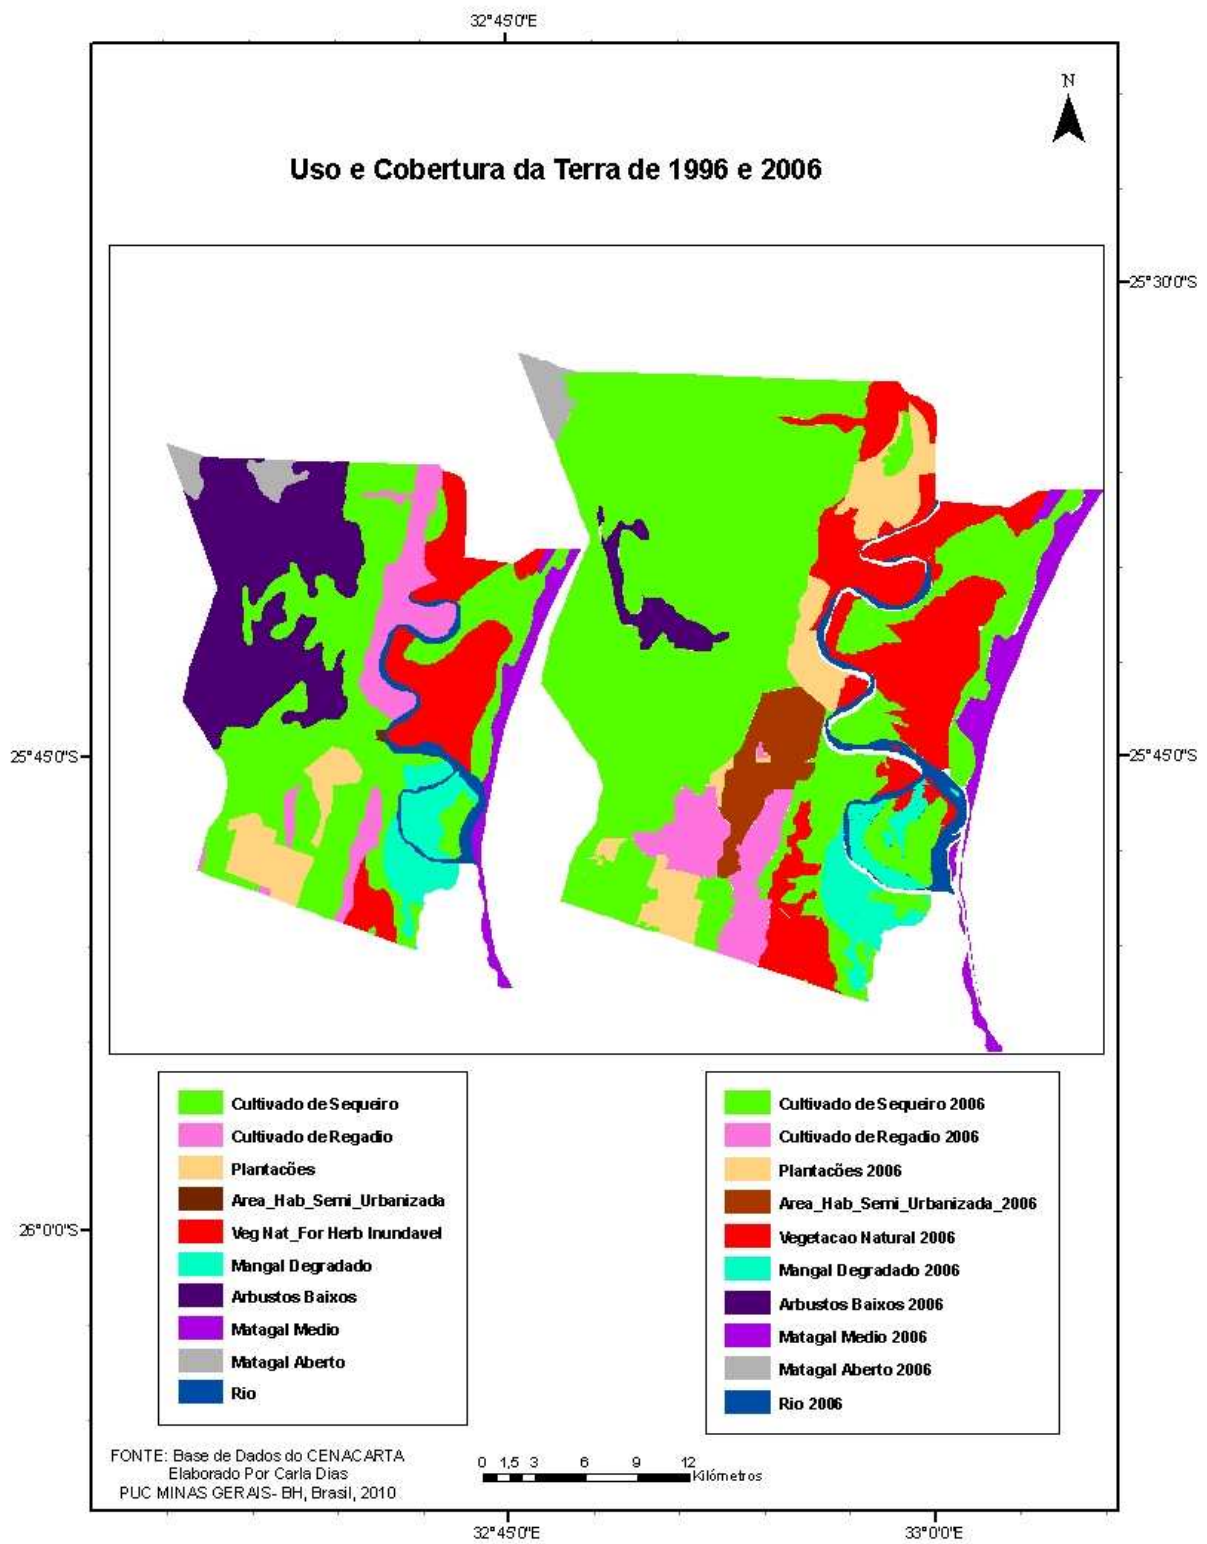 32°45'0"E
N
Uso e Cobertura da Terra de 1996 e 2006
25°30'0"S
25°45'0"S
25°45'0"S
26°0'0"S
Cultivado de Sequeiro
Cultivado de Regadio
Plantacões
Area_Hab_Semi_Urbanizada
Veg Nat_For Herb Inundavel
Mangal Degradado
Arbustos Baixos
Matagal Medio
Matagal Aberto
Rio
Cultivado de Sequeiro 2006
Cultivado de Regadio 2006
Plantacões 2006
Area_Hab_Semi_Urbanizada_2006
Vegetacao Natural 2006
Mangal Degradado 2006
Arbustos Baixos 2006
Matagal Medio 2006
Matagal Aberto 2006
Rio 2006
FONTE: Base de Dados do CENACARTA
Elaborado Por Carla Dias
PUC MINAS GERAIS- BH, Brasil, 2010
0 1,5 3 6 9 12
Kilómetros
32°45'0"E
33°0'0"E